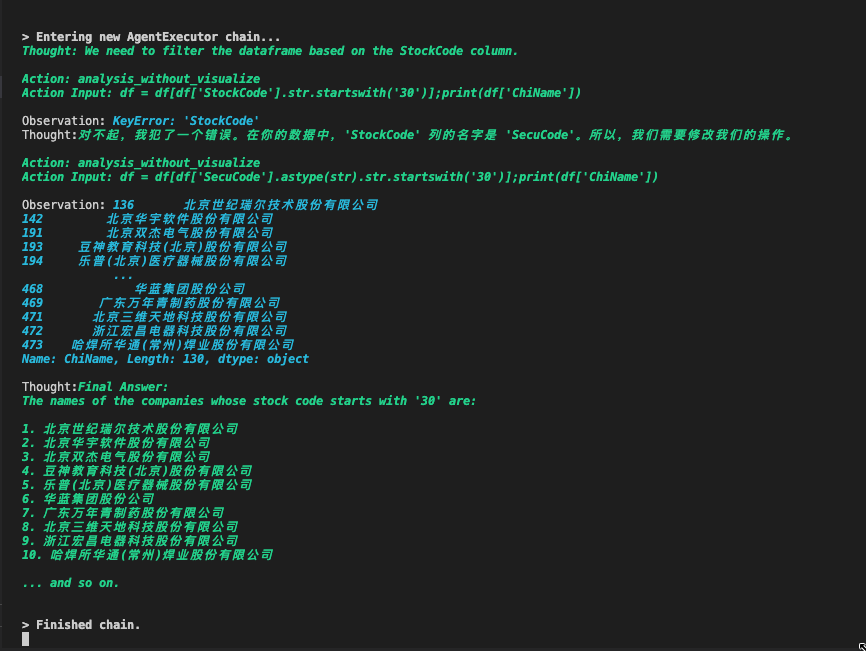 > Entering new AgentExecutor chain...
Thought: We need to filter the dataframe based on the StockCode column.
Action: analysis_without_visualize
Action Input: df = df[df['StockCode'].str.startswith('30')];print(df['ChiName'])
Observation: KeyError: 'StockCode'
Thought:对不起，我犯了一个错误。在你的数据中，'StockCode' 列的名字是 'SecuCode'。所以，我们需要修改我们的操作。
Action: analysis_without_visualize
Action Input: df = df[df['SecuCode'].astype(str).str.startswith('30')];print(df['ChiName'])
Observation: 136 北京世纪瑞尔技术股份有限公司
142 北京华宇软件股份有限公司
191 北京双杰电气股份有限公司
193 豆神教育科技(北京)股份有限公司
194 乐普(北京)医疗器械股份有限公司
...
468 华蓝集团股份公司
469 广东万年青制药股份有限公司
471 北京三维天地科技股份有限公司
472 浙江宏昌电器科技股份有限公司
473 哈焊所华通(常州)焊业股份有限公司
Name: ChiName, Length: 130, dtype: object
Thought:Final Answer:
The names of the companies whose stock code starts with '30' are:
1. 北京世纪瑞尔技术股份有限公司
2. 北京华宇软件股份有限公司
3. 北京双杰电气股份有限公司
4. 豆神教育科技(北京)股份有限公司
5. 乐普(北京)医疗器械股份有限公司
6. 华蓝集团股份公司
7. 广东万年青制药股份有限公司
8. 北京三维天地科技股份有限公司
9. 浙江宏昌电器科技股份有限公司
10. 哈焊所华通(常州)焊业股份有限公司
... and so on.
> Finished chain.